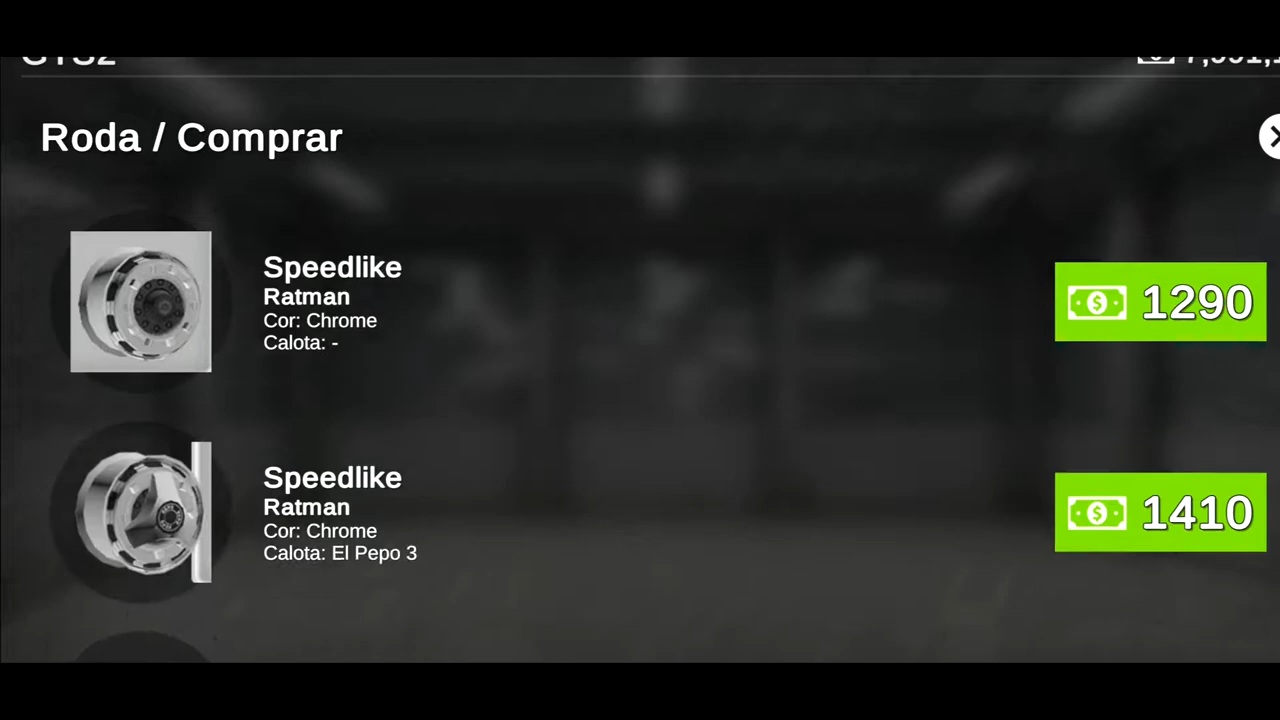 Roda / Comprar
Speedlike
Ratman
Cor: Chrome
Calota: -
1290
Speedlike
Ratman
Cor: Chrome
Calota: El Pepo 3
1410